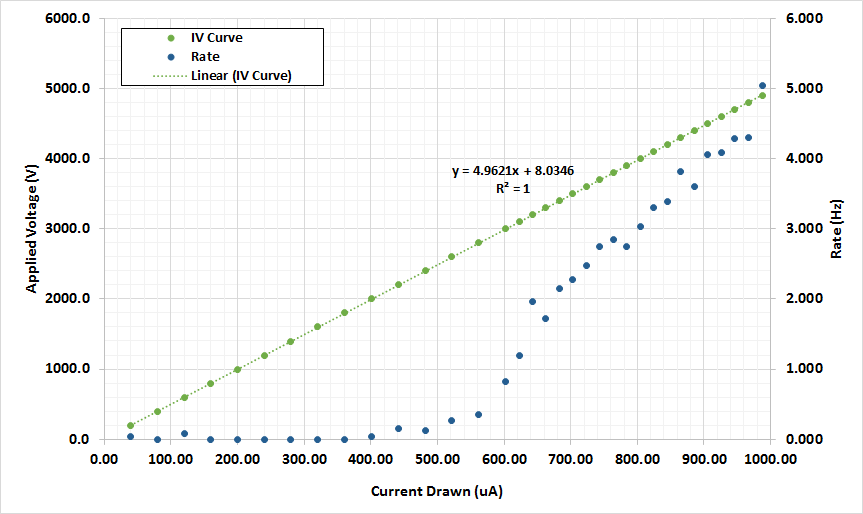 6000.0
5000.0
4000.0
3000.0
2000.0
1000.0
0.0
Applied Voltage (V)
IV Curve
Rate
Linear (IV Curve)
y = 4.9621x + 8.0346
R² = 1
6.000
5.000
4.000
3.000
2.000
1.000
0.000
Rate (Hz)
0.00 100.00 200.00 300.00 400.00 500.00 600.00 700.00 800.00 900.00 1000.00
Current Drawn (uA)